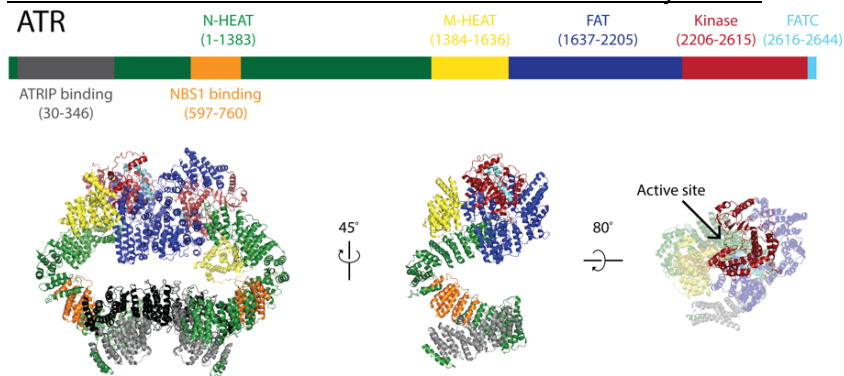 ATR
N-HEAT
(1-1383)
M-HEAT
(1384-1636)
FAT
(1637-2205)
Kinase
(2206-2615)
FATC
(2616-2644)
ATRIP binding
(30-346)
NBS1 binding
(597-760)
45°
80°
Active site